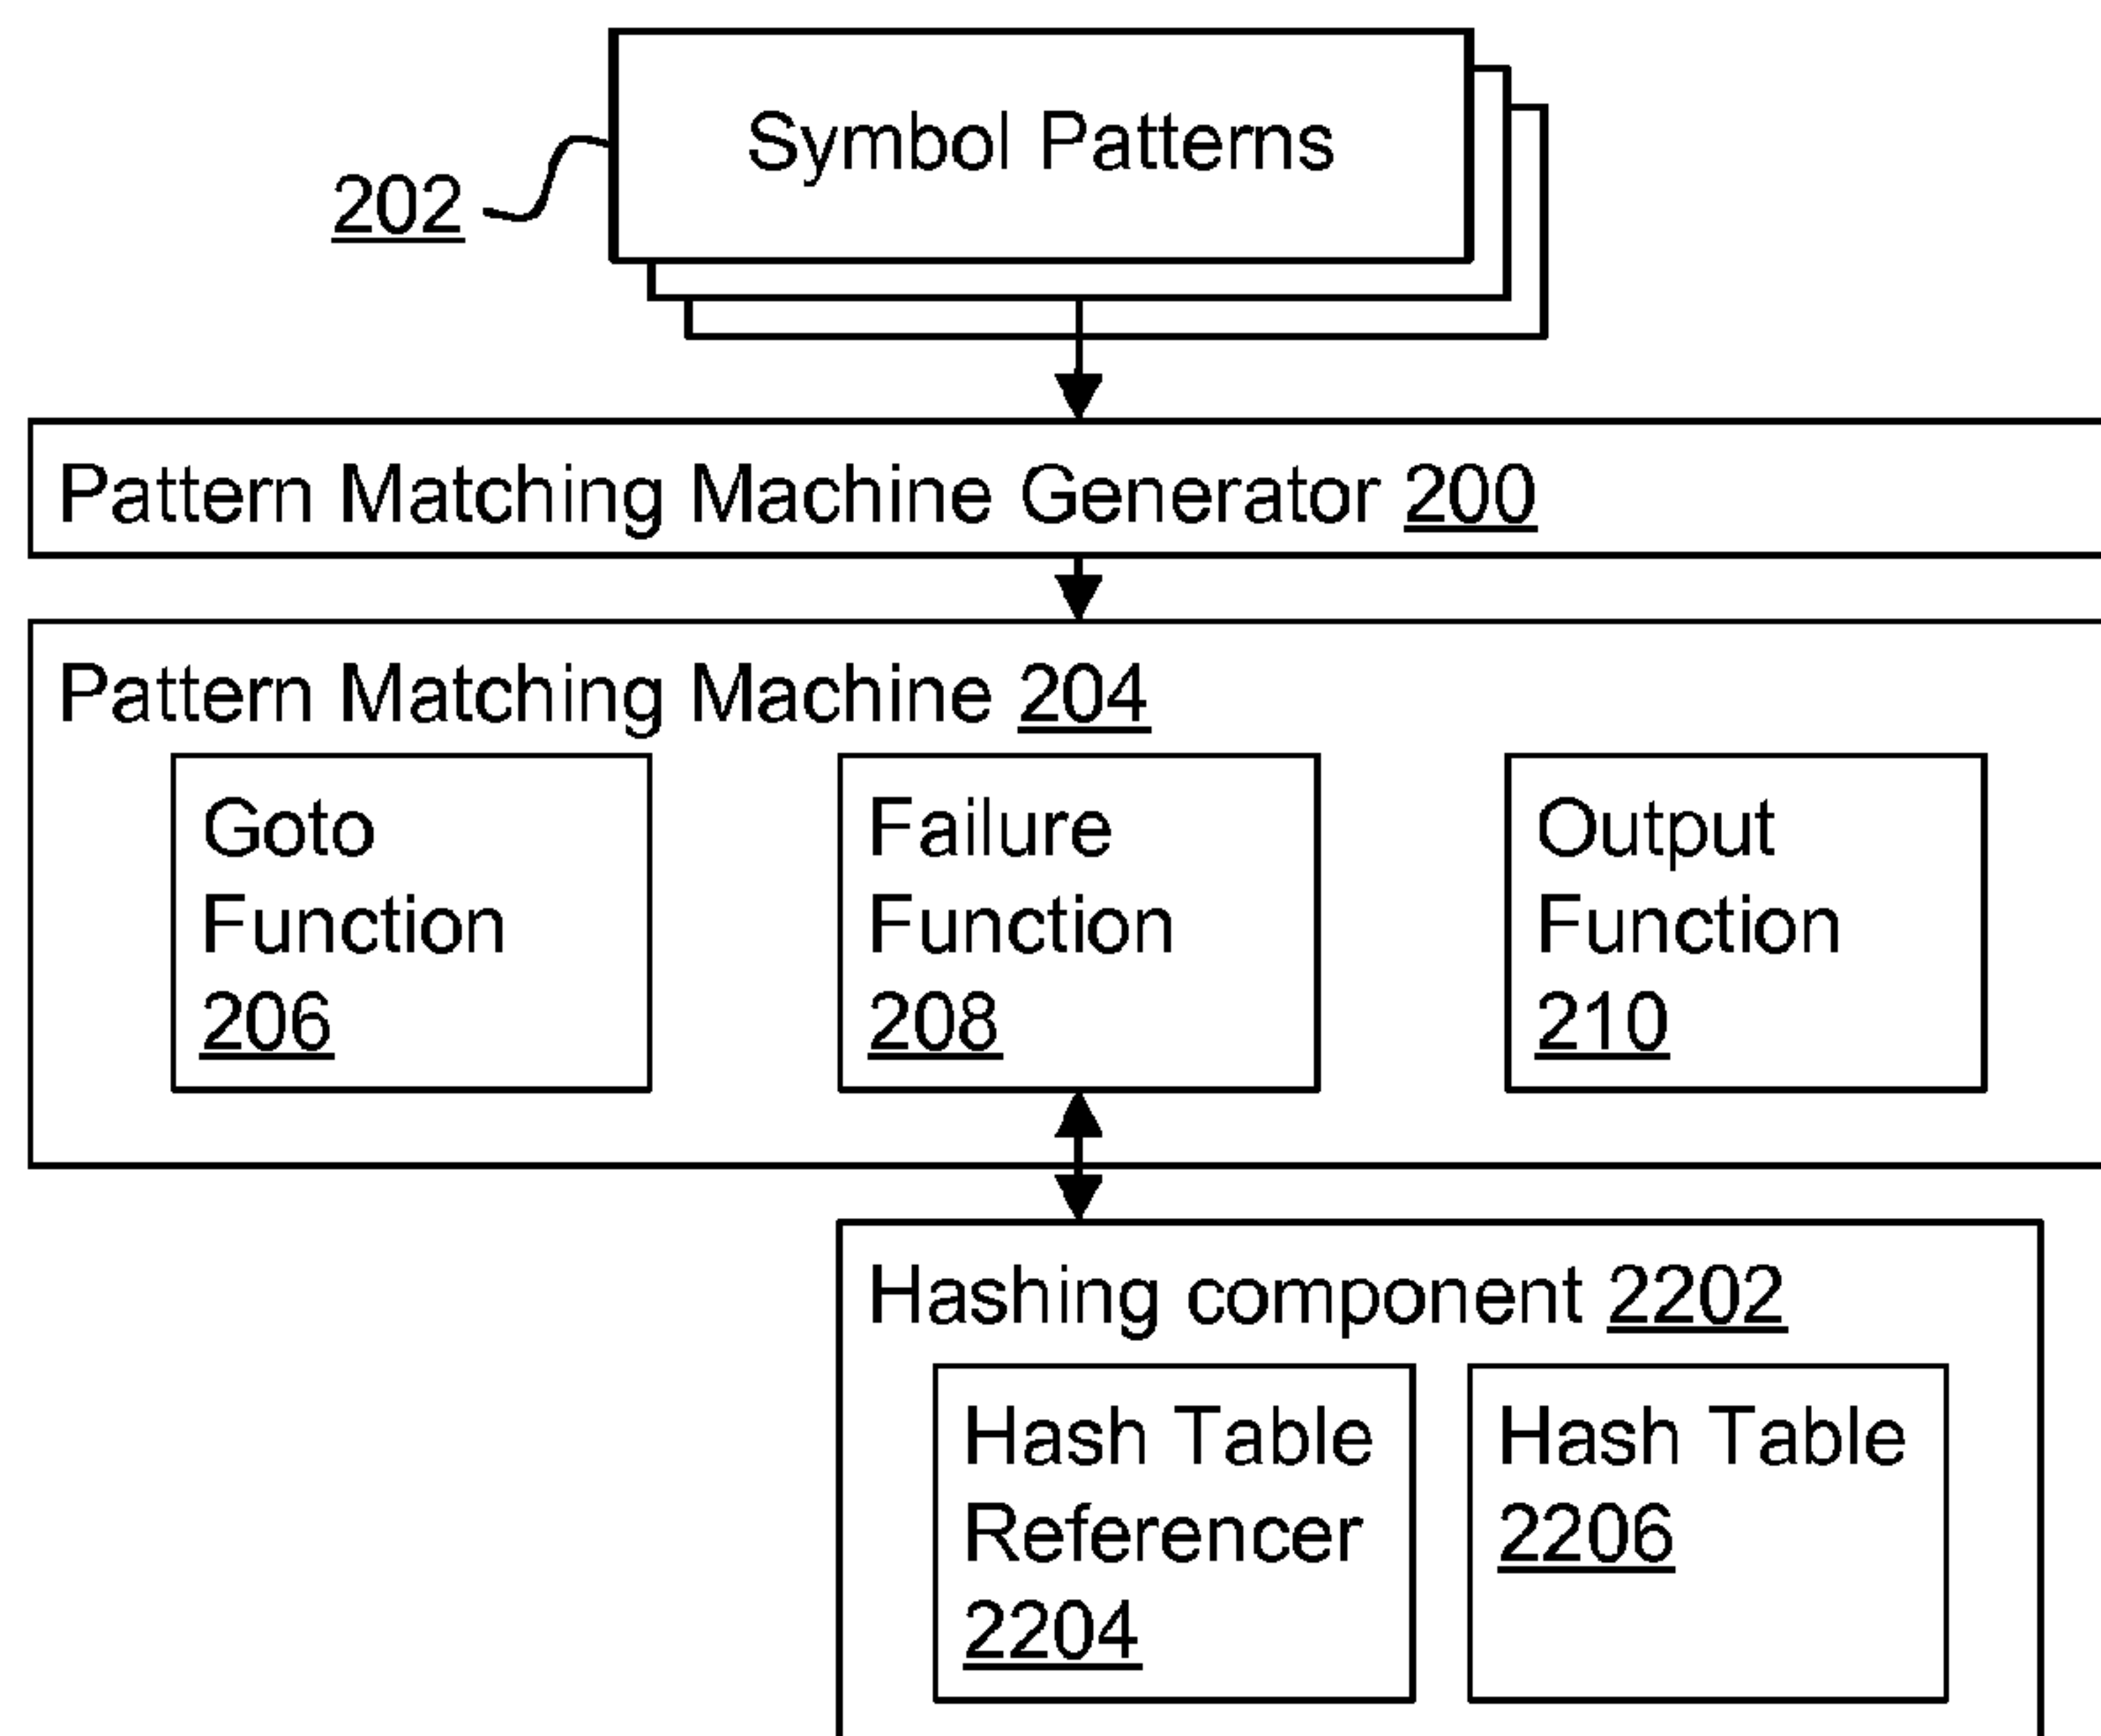 Symbol Patterns
202
Pattern Matching Machine Generator 200
Pattern Matching Machine 204
Goto
Function
206
Failure
Function
208
Output
Function
210
Hashing component 2202
Hash Table
Referencer
2204
Hash Table
2206